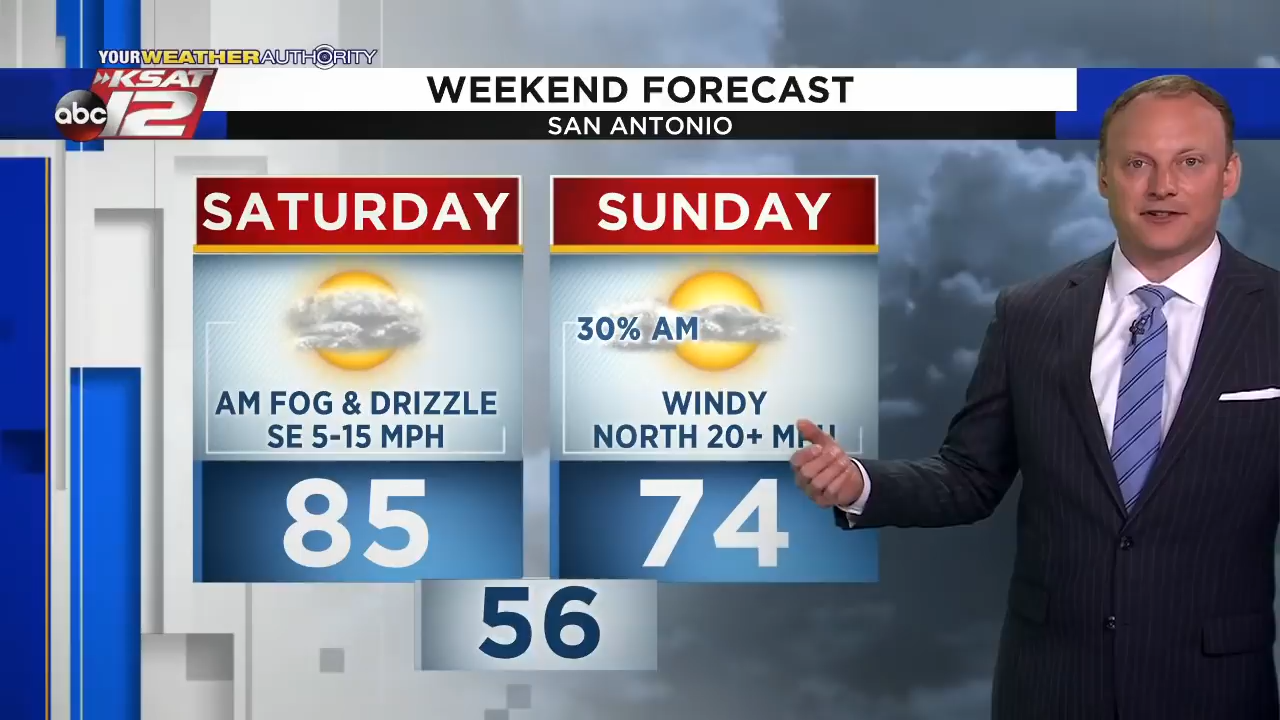 YOURWEATHERAUTHORITY
KSAT
abc 12
WEEKEND FORECAST
SAN ANTONIO
SATURDAY
AM FOG & DRIZZLE
SE 5-15 MPH
85
SUNDAY
30% AM
WINDY
NORTH 20+ MPH
74
56